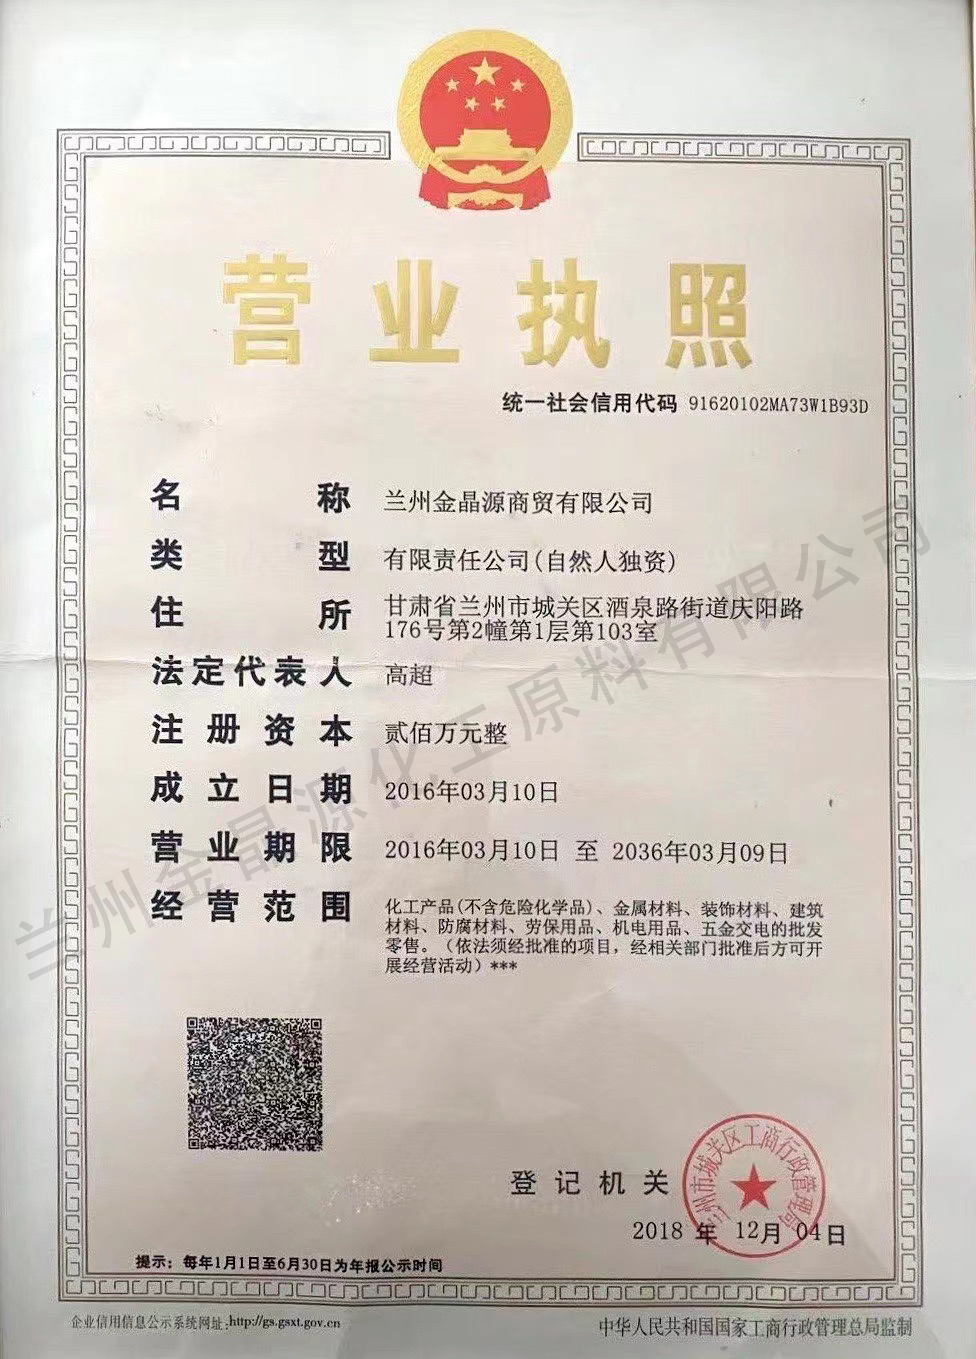 营业执照
统一社会信用代码 91620102MA73W1B93D
名称 兰州金晶源商贸有限公司
类型 有限责任公司(自然人独资)
住所 甘肃省兰州市城关区酒泉路街道庆阳路
176号第2幢第1层第103室
法定代表人 高超
注册资本 贰佰万元整
成立日期 2016年03月10日
营业期限 2016年03月10日 至 2036年03月09日
经营范围 化工产品(不含危险化学品)、金属材料、装饰材料、建筑
材料、防腐材料、劳保用品、机电用品、五金交电的批发
零售。（依法须经批准的项目，经相关部门批准后方可开
展经营活动)***
兰州金晶源化工原料有限公司
登记机关
兰州市城关区工商行政管理局
2018 年 12月 04日
提示：每年1月1日至6月30日为年报公示时间
企业信用信息公示系统网址:http://gs.gsxt.gov.cn
中华人民共和国国家工商行政管理总局监制